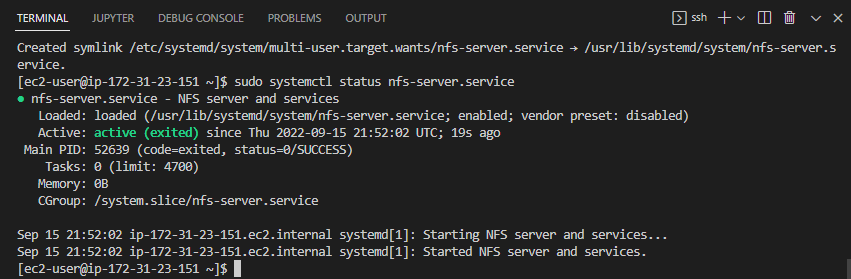 TERMINAL JUPYTER DEBUG CONSOLE PROBLEMS OUTPUT ssh
Created symlink /etc/systemd/system/multi-user.target.wants/nfs-server.service → /usr/lib/systemd/system/nfs-server.s
ervice.
[ec2-user@ip-172-31-23-151 ~]$ sudo systemctl status nfs-server.service
● nfs-server.service - NFS server and services
   Loaded: loaded (/usr/lib/systemd/system/nfs-server.service; enabled; vendor preset: disabled)
   Active: active (exited) since Thu 2022-09-15 21:52:02 UTC; 19s ago
 Main PID: 52639 (code=exited, status=0/SUCCESS)
    Tasks: 0 (limit: 4700)
   Memory: 0B
   CGroup: /system.slice/nfs-server.service

Sep 15 21:52:02 ip-172-31-23-151.ec2.internal systemd[1]: Starting NFS server and services...
Sep 15 21:52:02 ip-172-31-23-151.ec2.internal systemd[1]: Started NFS server and services.
[ec2-user@ip-172-31-23-151 ~]$